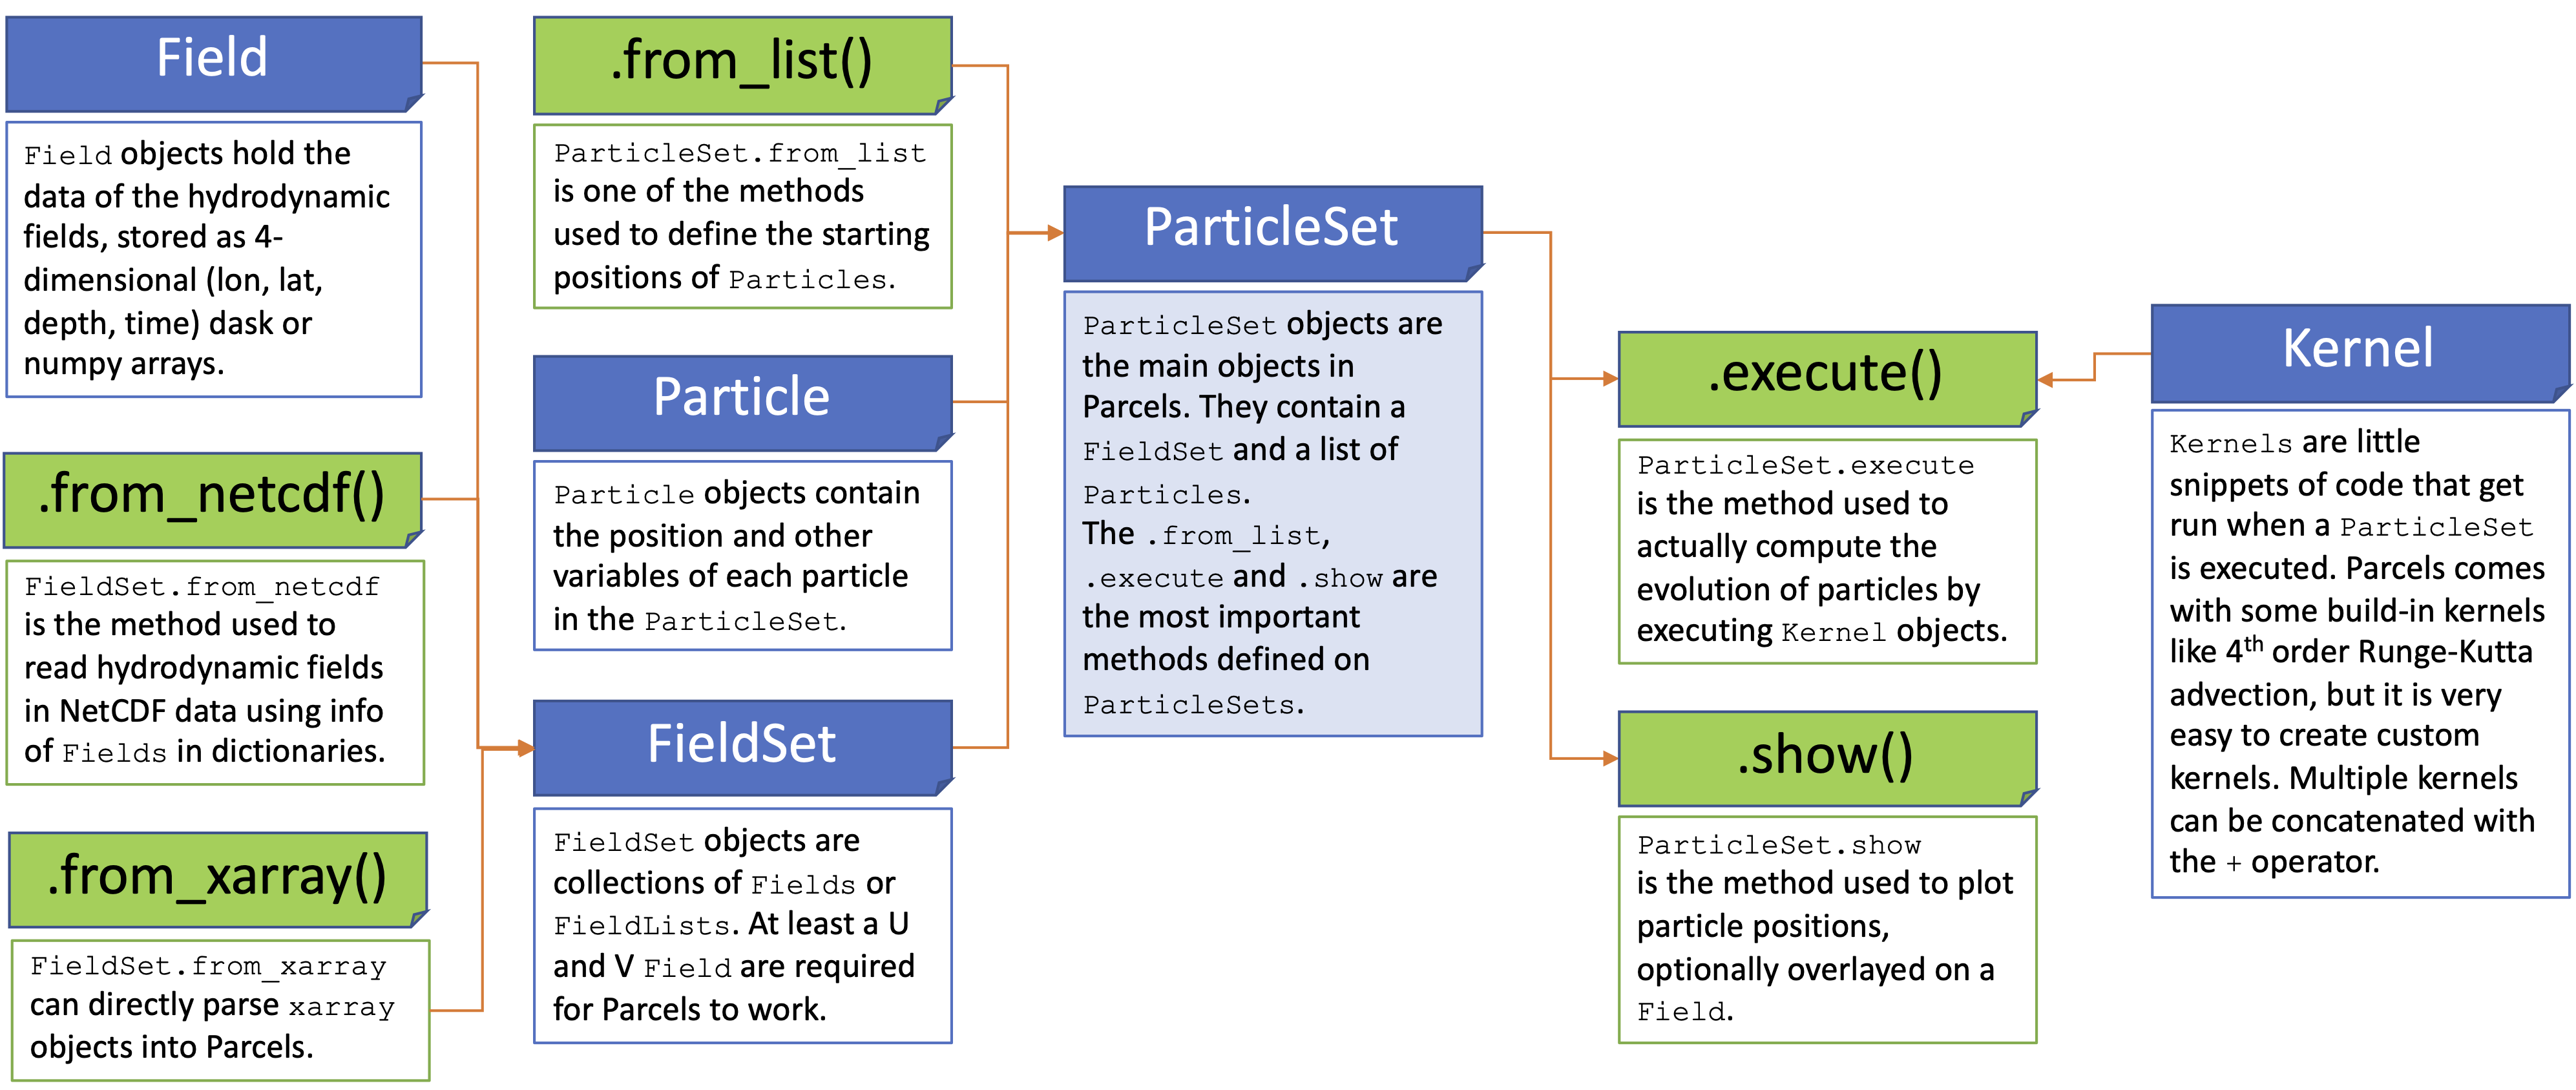 Field
Field objects hold the
data of the hydrodynamic
fields, stored as 4-
dimensional (lon, lat,
depth, time) dask or
numpy arrays.
.from_netcdf()
FieldSet.from_netcdf
is the method used to
read hydrodynamic fields
in NetCDF data using info
of Fields in dictionaries.
.from_xarray()
FieldSet.from_xarray
can directly parse xarray
objects into Parcels.
.from_list()
ParticleSet.from_list
is one of the methods
used to define the starting
positions of Particles.
Particle
Particle objects contain
the position and other
variables of each particle
in the ParticleSet.
FieldSet
FieldSet objects are
collections of Fields or
FieldLists. At least a U
and V Field are required
for Parcels to work.
ParticleSet
ParticleSet objects are
the main objects in
Parcels. They contain a
FieldSet and a list of
Particles.
The .from_list,
.execute and .show are
the most important
methods defined on
ParticleSets.
.execute()
ParticleSet.execute
is the method used to
actually compute the
evolution of particles by
executing Kernel objects.
.show()
ParticleSet.show
is the method used to plot
particle positions,
optionally overlayed on a
Field.
Kernel
Kernels are little
snippets of code that get
run when a ParticleSet
is executed. Parcels comes
with some build-in kernels
like 4th order Runge-Kutta
advection, but it is very
easy to create custom
kernels. Multiple kernels
can be concatenated with
the + operator.